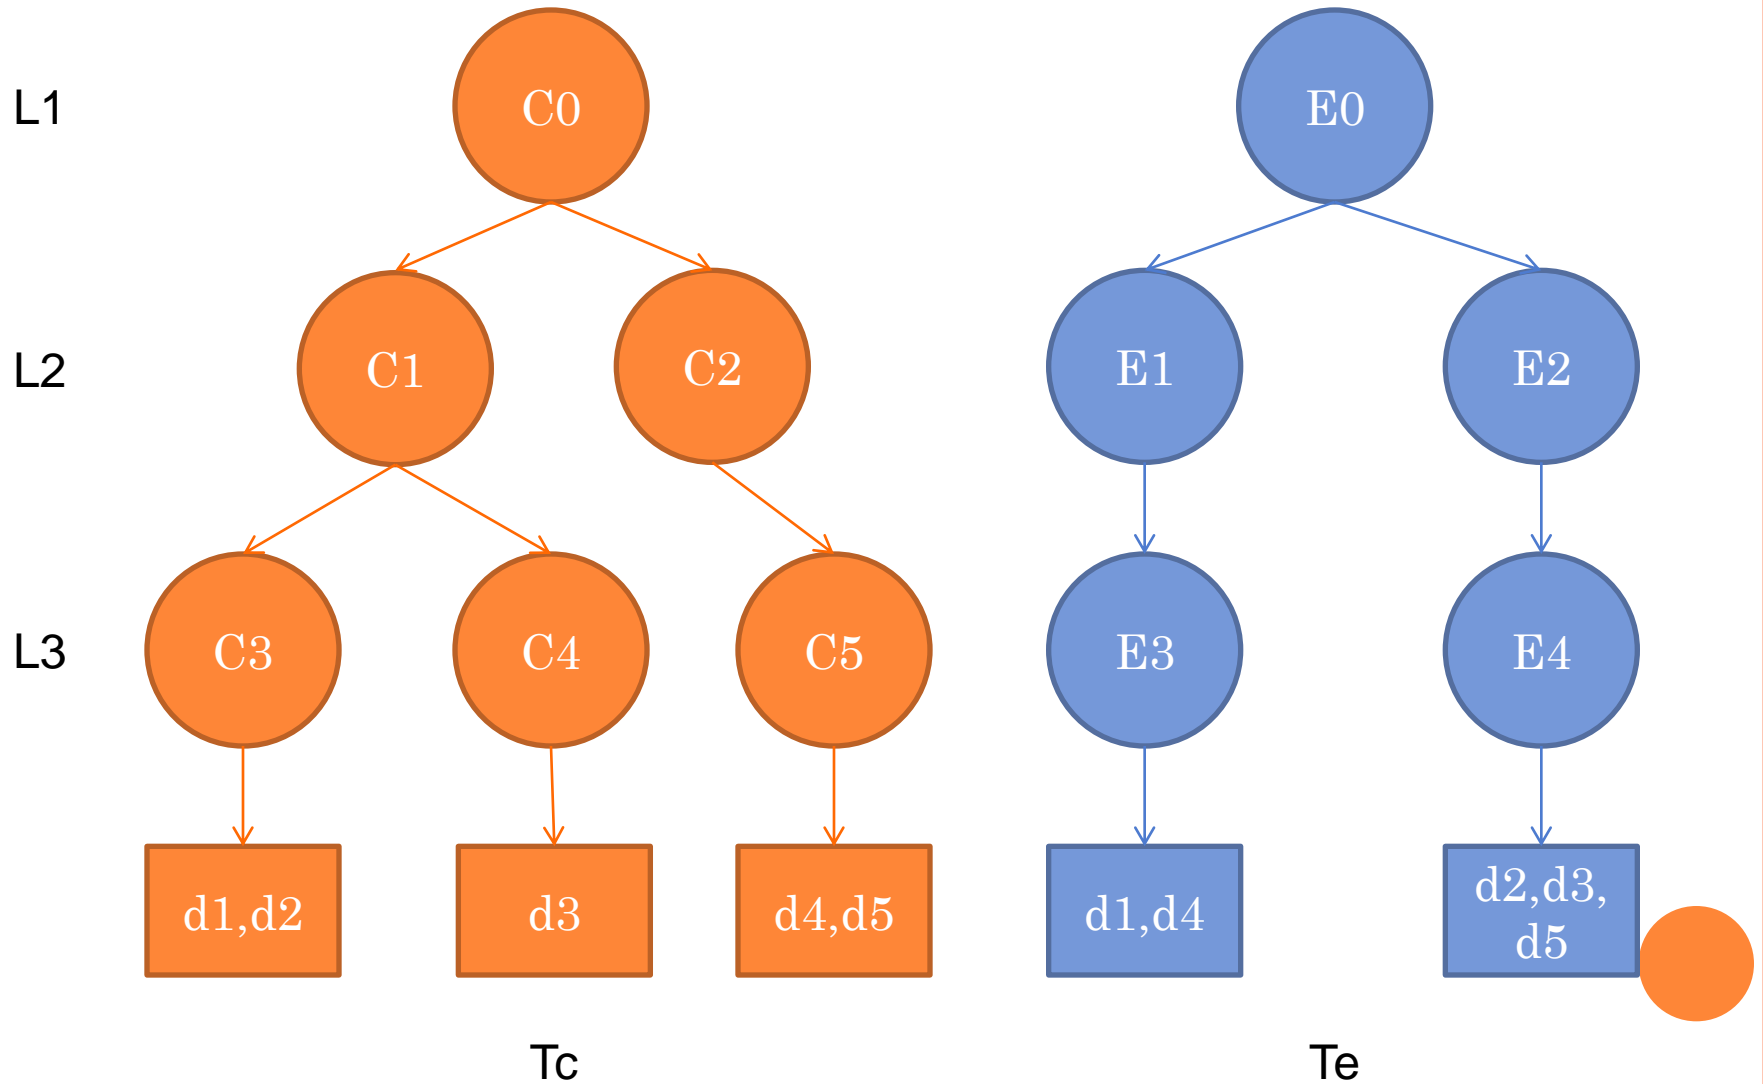 L1
C0
E0
L2
C1
C2
E1
E2
L3
C3
C4
C5
E3
E4
d1,d2
d3
d4,d5
d1,d4
d2,d3,
d5
Tc
Te